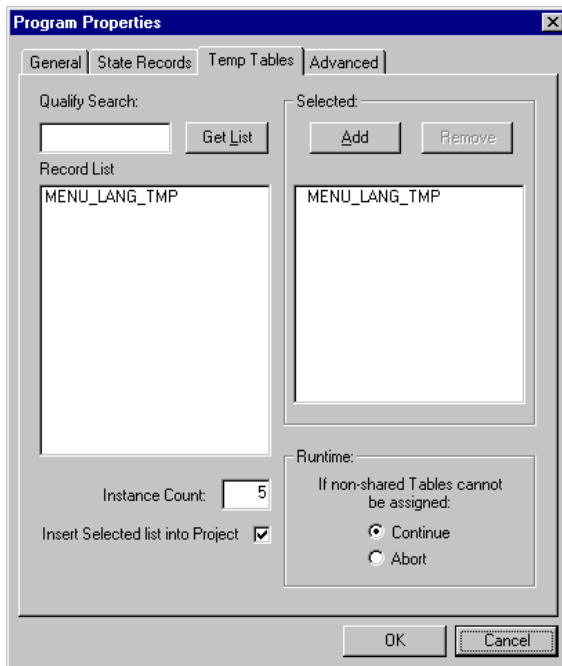 Program Properties
General State Records Temp Tables Advanced
Qualify Search:
Get List
Record List
MENU_LANG_TMP
Instance Count: 5
Insert Selected list into Project
Selected:
Add Remove
MENU_LANG_TMP
Runtime:
If non-shared Tables cannot
be assigned:
Continue
Abort
OK Cancel